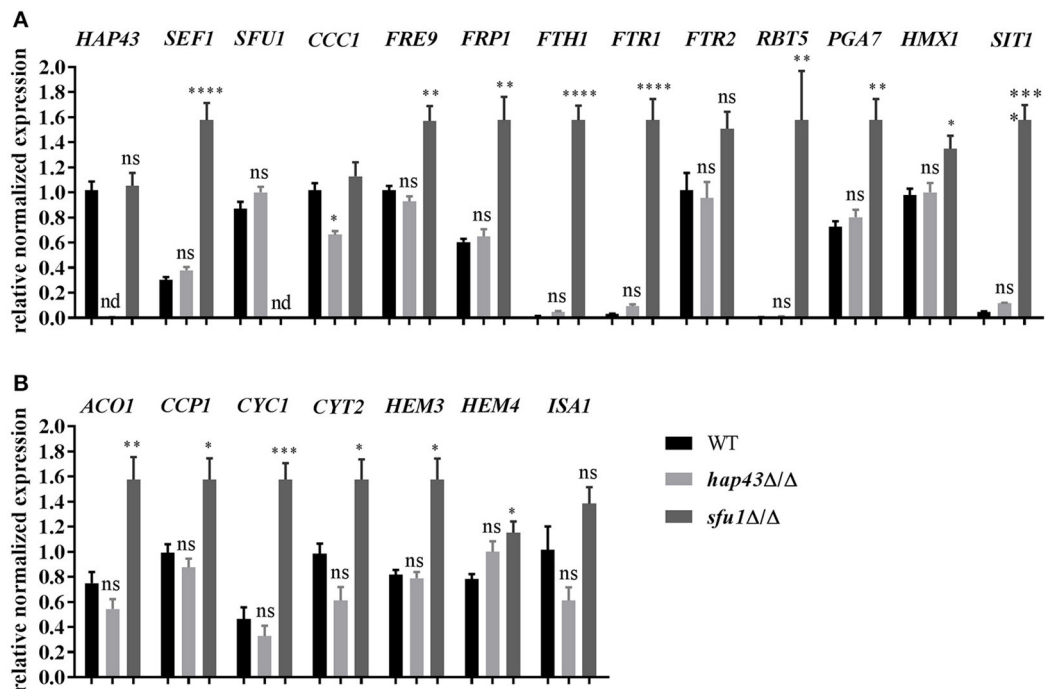 A
HAP43 SEF1 SFU1 CCC1 FRE9 FRP1 FTH1 FTR1 FTR2 RBT5 PGA7 HMX1 SIT1
relative normalized expression
2.0
1.8
1.6
1.4
1.2
1.0
0.8
0.6
0.4
0.2
0.0
nd ns
ns ****
ns nd
*
ns **
ns **
ns ****
ns ****
ns ns
ns **
ns **
ns *
ns ***
*
B
ACO1 CCP1 CYC1 CYT2 HEM3 HEM4 ISA1
relative normalized expression
2.0
1.8
1.6
1.4
1.2
1.0
0.8
0.6
0.4
0.2
0.0
ns **
ns *
ns ***
ns *
ns *
ns *
ns ns
WT
hap43Δ/Δ
sfu1Δ/Δ